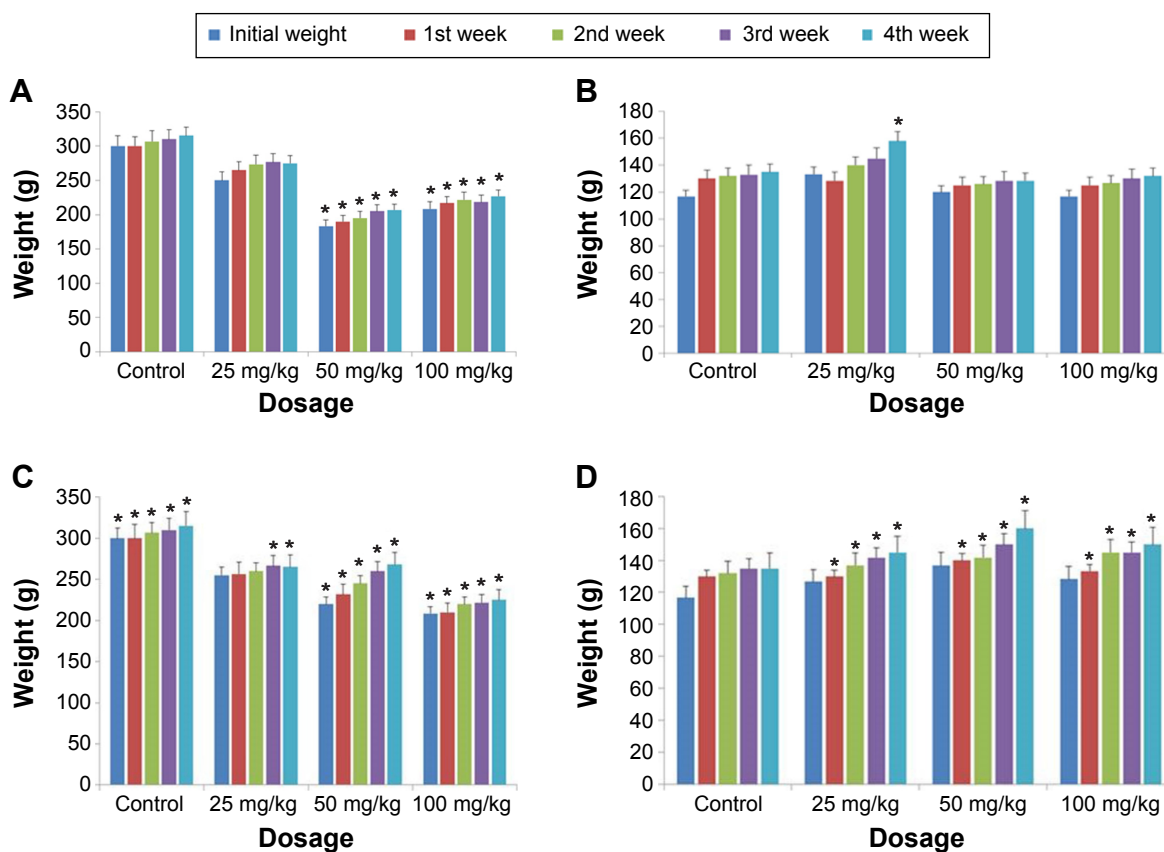 Initial weight 1st week 2nd week 3rd week 4th week
A
350
300
250
200
150
100
50
0
Weight (g)
* * * * * * * * * *
Control 25 mg/kg 50 mg/kg 100 mg/kg
Dosage
B
180
160
140
120
100
80
60
40
20
0
Weight (g)
*
Control 25 mg/kg 50 mg/kg 100 mg/kg
Dosage
C
350
300
250
200
150
100
50
0
Weight (g)
* * * * * * * * * * * * * * * * *
Control 25 mg/kg 50 mg/kg 100 mg/kg
Dosage
D
180
160
140
120
100
80
60
40
20
0
Weight (g)
* * * * * * * * * * * *
Control 25 mg/kg 50 mg/kg 100 mg/kg
Dosage